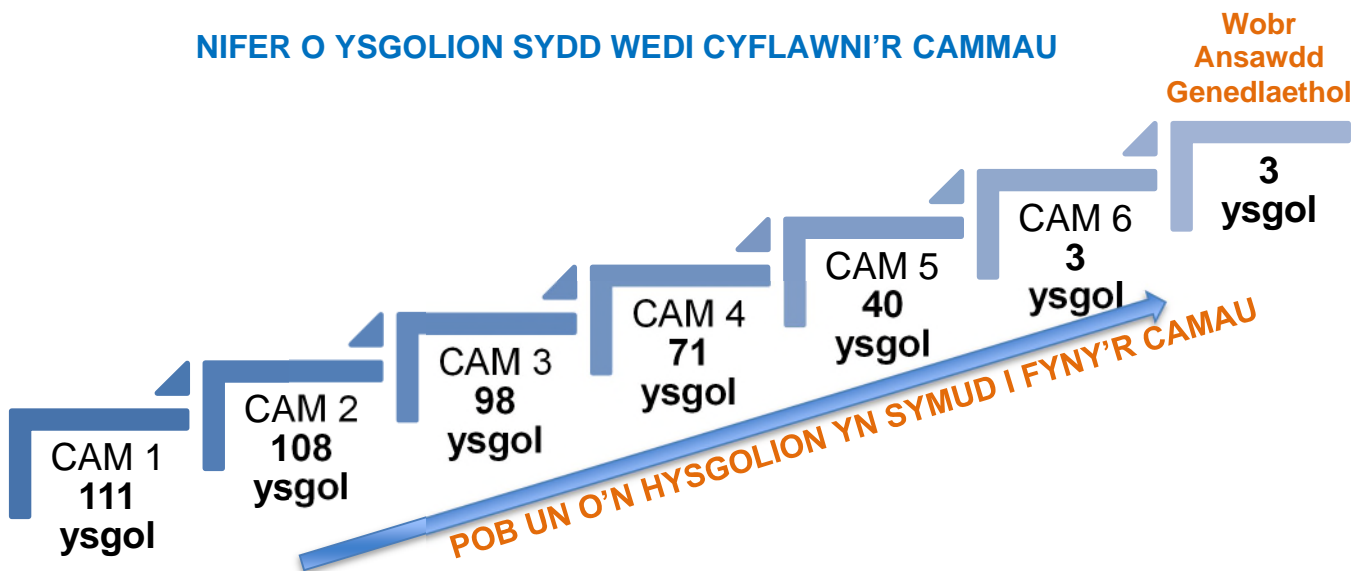 NIFER O YSGOLION SYDD WEDI CYFLAWNI’R CAMMAU
Wobr
Ansawdd
Genedlaethol
CAM 1
111
ysgol
CAM 2
108
ysgol
CAM 3
98
ysgol
CAM 4
71
ysgol
CAM 5
40
ysgol
CAM 6
3
ysgol
3
ysgol
POB UN O’N HYSGOLION YN SYMUD I FYNY’R CAMAU